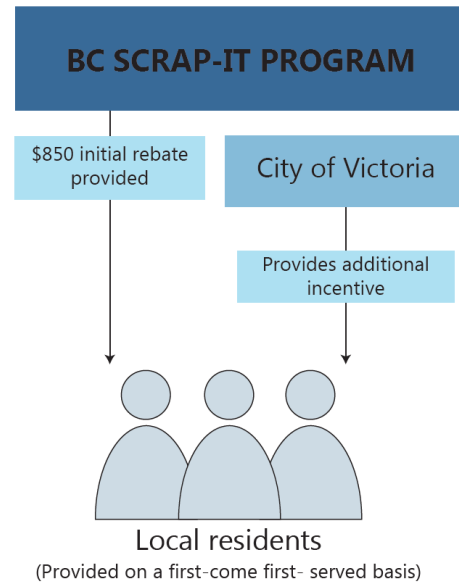 BC SCRAP-IT PROGRAM
$850 initial rebate
provided
City of Victoria
Provides additional
incentive
Local residents
(Provided on a first-come first- served basis)